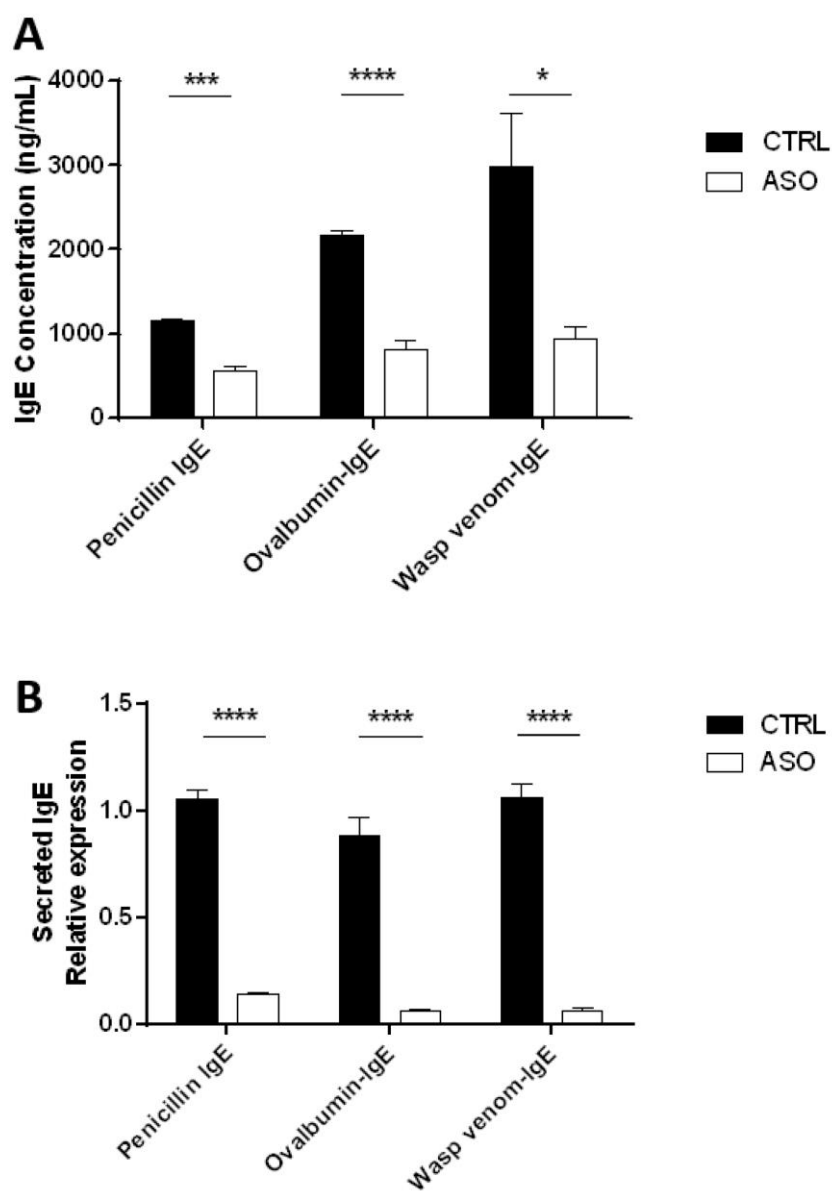 A
IgE Concentration (ng/mL)
4000
3000
2000
1000
0
***
****
*
CTRL
ASO
Penicillin IgE
Ovalbumin-IgE
Wasp venom-IgE
B
Secreted IgE
Relative expression
1.5
1.0
0.5
0.0
****
****
****
CTRL
ASO
Penicillin IgE
Ovalbumin-IgE
Wasp venom-IgE